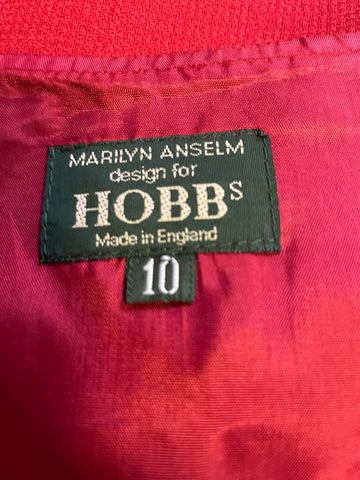 MARILYN ANSELM
design for
HOBBS
Made in England
10